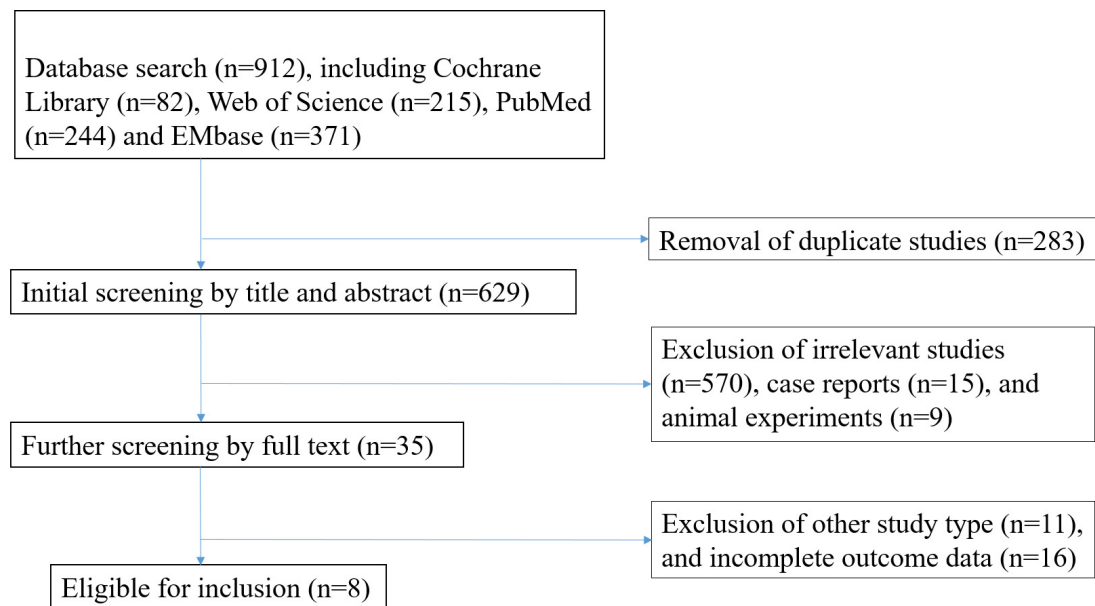 Database search (n=912), including Cochrane
Library (n=82), Web of Science (n=215), PubMed
(n=244) and EMbase (n=371)
Removal of duplicate studies (n=283)
Initial screening by title and abstract (n=629)
Exclusion of irrelevant studies
(n=570), case reports (n=15), and
animal experiments (n=9)
Further screening by full text (n=35)
Exclusion of other study type (n=11),
and incomplete outcome data (n=16)
Eligible for inclusion (n=8)